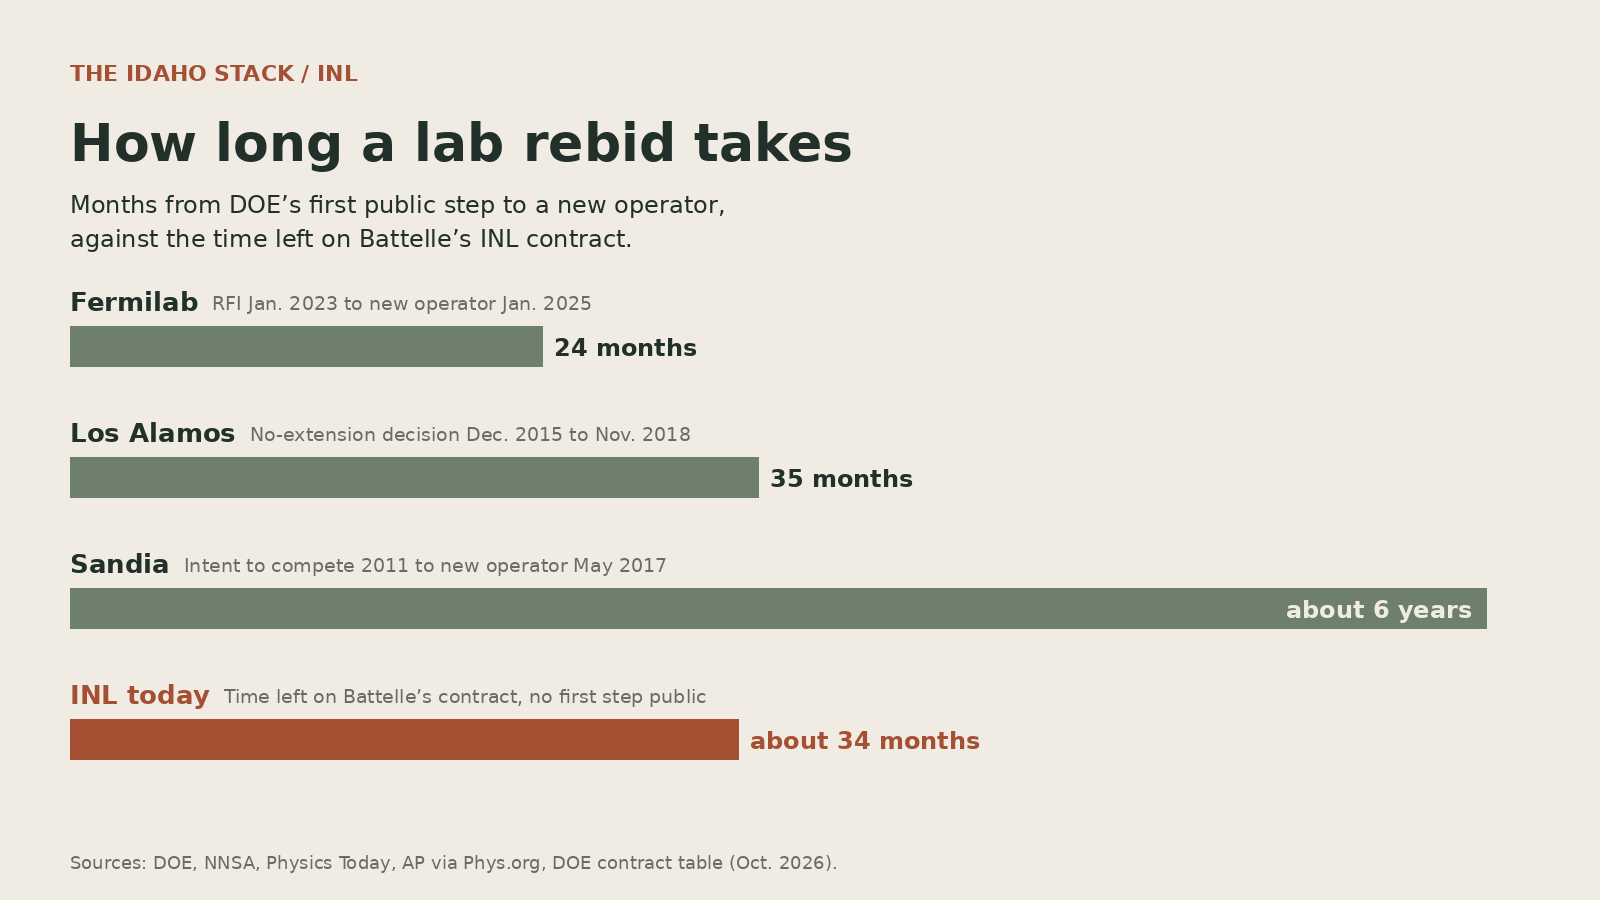 THE IDAHO STACK / INL
How long a lab rebid takes
Months from DOE’s first public step to a new operator,
against the time left on Battelle’s INL contract.
Fermilab RFI Jan. 2023 to new operator Jan. 2025
24 months
Los Alamos No-extension decision Dec. 2015 to Nov. 2018
35 months
Sandia Intent to compete 2011 to new operator May 2017
about 6 years
INL today Time left on Battelle’s contract, no first step public
about 34 months
Sources: DOE, NNSA, Physics Today, AP via Phys.org, DOE contract table (Oct. 2026).